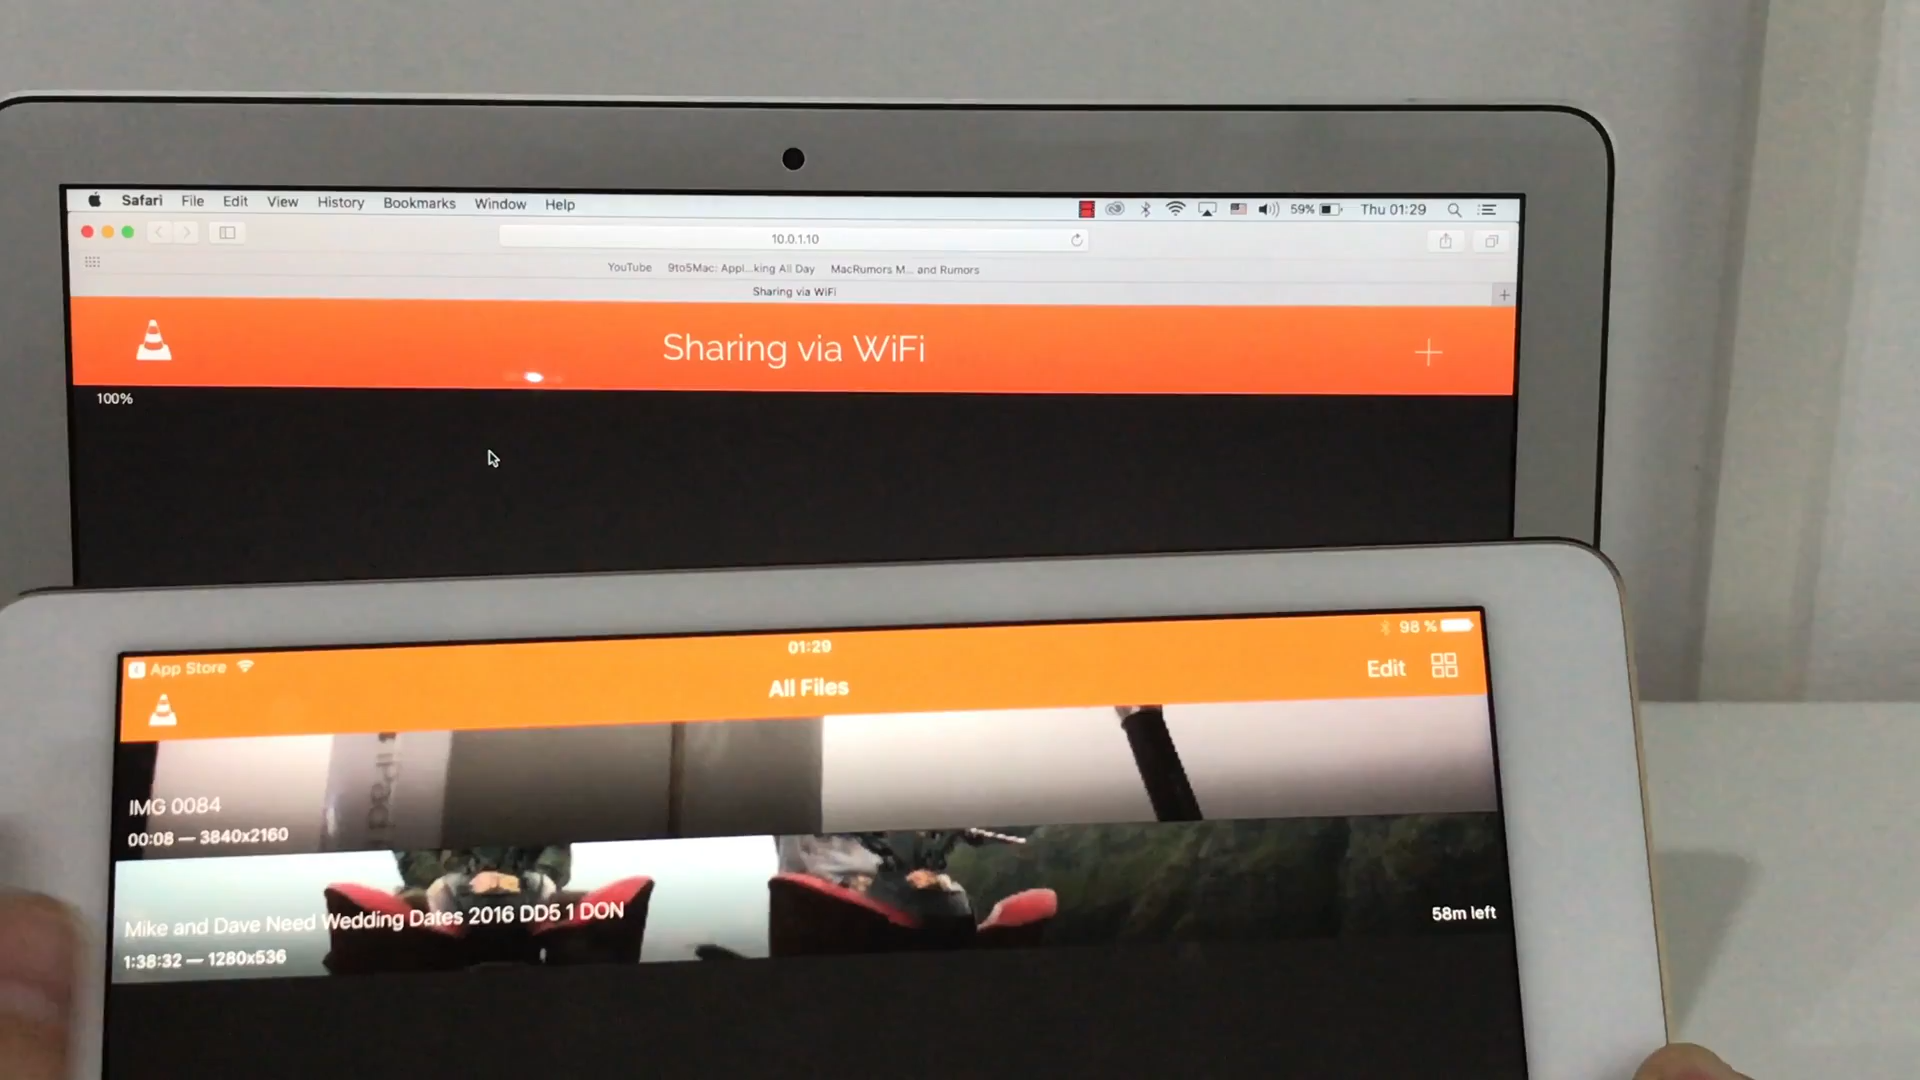 Safari File Edit View History Bookmarks Window Help 59% Thu 01:29
10.0.1.10
YouTube 9to5Mac: Appl...king All Day MacRumors M... and Rumors
Sharing via WiFi
Sharing via WiFi
100%
App Store 01:29 98 %
All Files Edit
iPad
IMG 0084
00:08 — 3840x2160
Mike and Dave Need Wedding Dates 2016 DD5 1 DON 58m left
1:38:32 — 1280x536